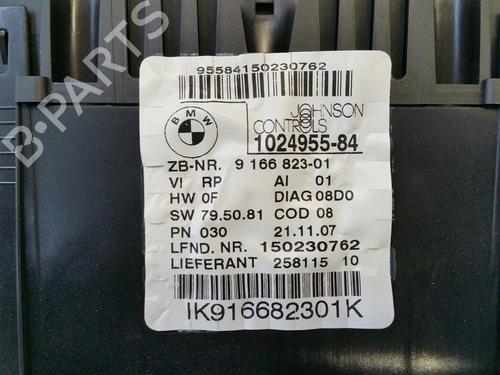 95584150230762
BMW
JOHNSON
CONTROLS
1024955-84
ZB-NR. 9 166 823-01
VI RP AI 01
HW 0F DIAG 08D0
SW 79.50.81 COD 08
PN 030 21.11.07
LFND. NR. 150230762
LIEFERANT 258115 10
IK916682301K
B-PARTS